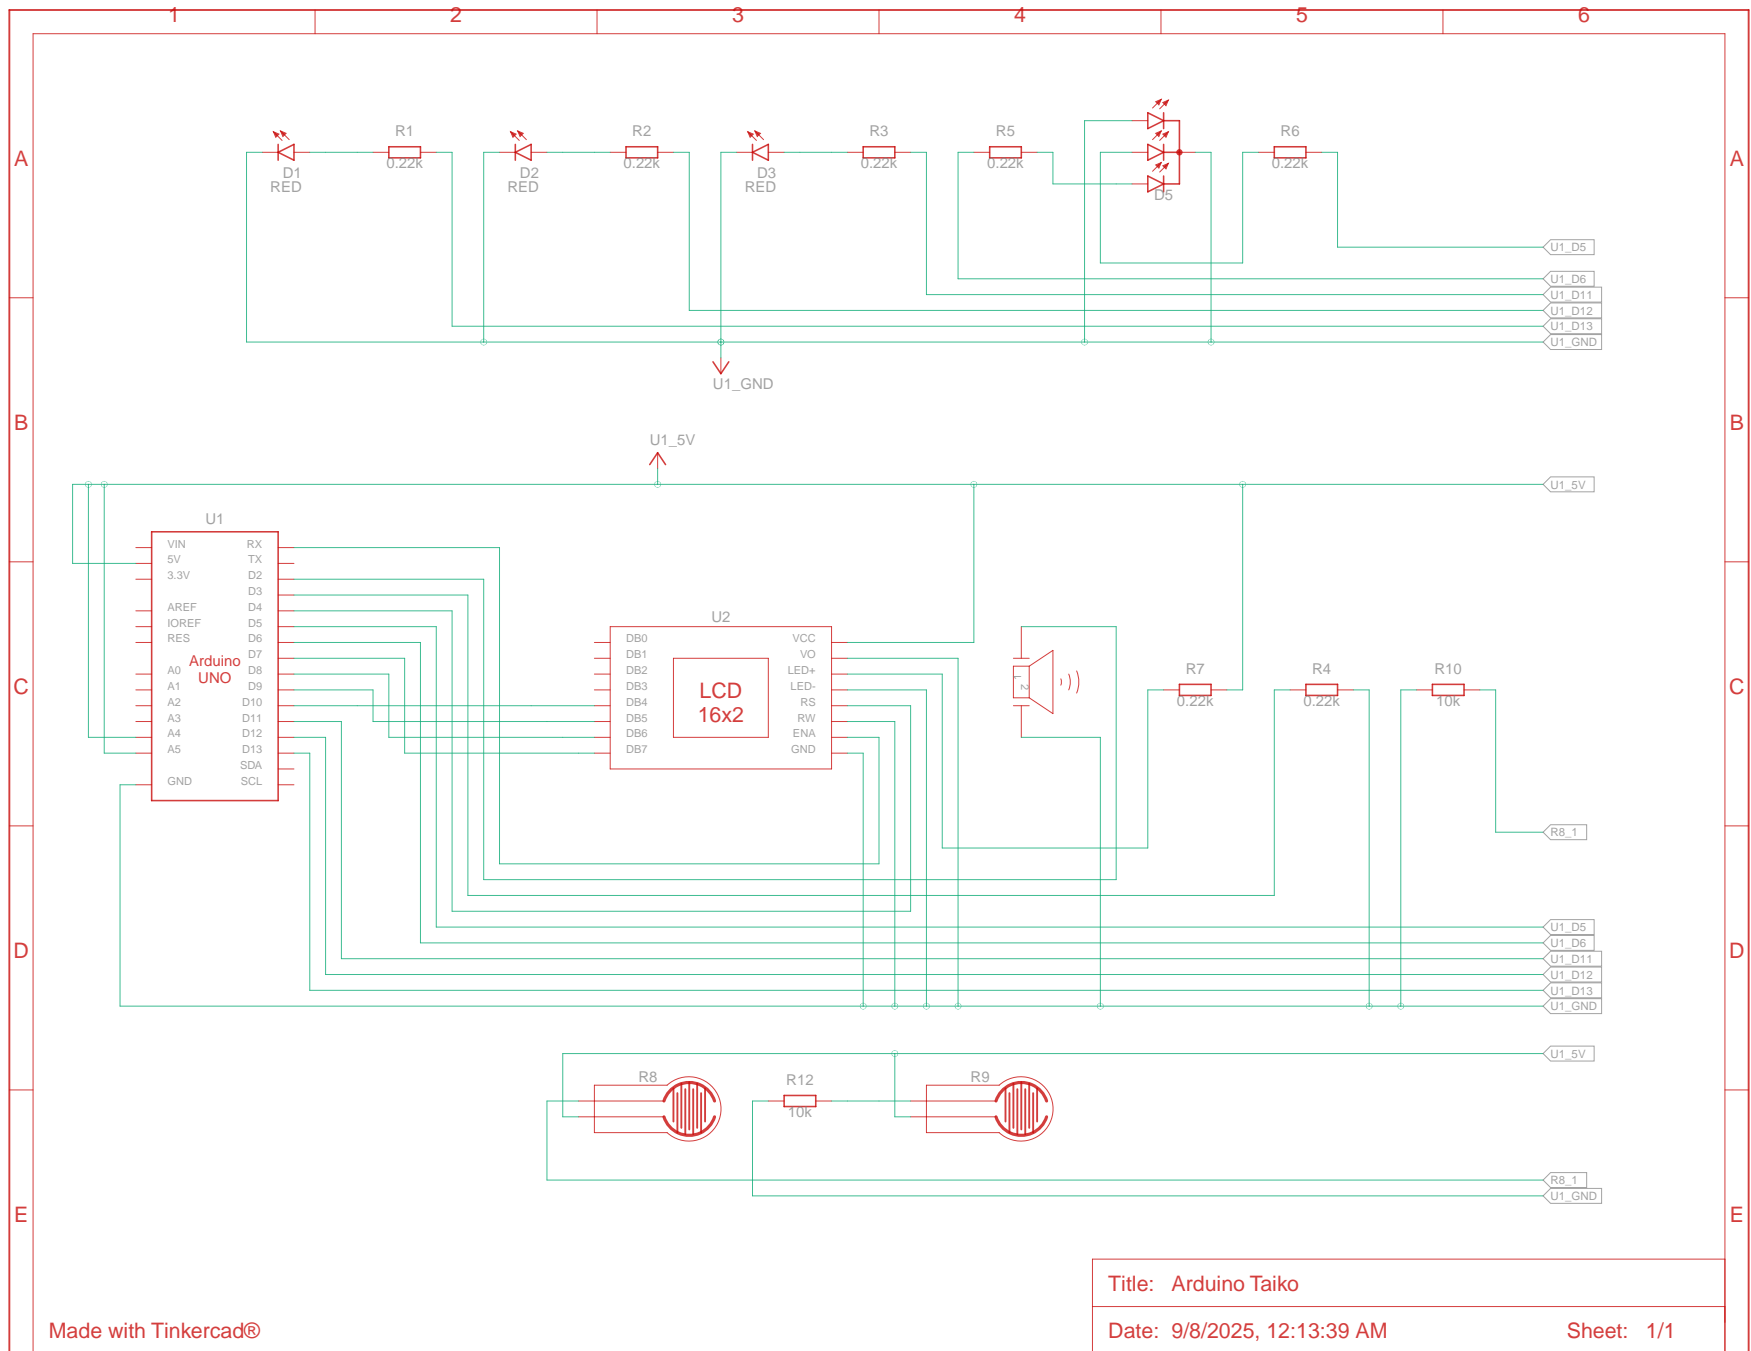 1 2 3 4 5 6
A A
R1 R2 R3 R5 R6
0.22k 0.22k 0.22k 0.22k 0.22k
D1 D2 D3 D5
RED RED RED
U1_D5
U1_D6
U1_D11
U1_D12
U1_D13
U1_GND
U1_GND
B B
U1_5V
U1_5V
U1
VIN RX
5V TX
3.3V D2
D3
AREF D4
IOREF D5
RES D6
D7
Arduino
UNO
A0 D8
A1 D9
A2 D10
A3 D11
A4 D12
A5 D13
SDA
GND SCL
U2
DB0 VCC
DB1 VO
DB2 LED+
DB3 LED-
DB4 RS
DB5 RW
DB6 ENA
DB7 GND
LCD
16x2
1
2
R7 R4 R10
0.22k 0.22k 10k
C C
R8_1
D D
U1_D5
U1_D6
U1_D11
U1_D12
U1_D13
U1_GND
U1_5V
R8 R12 R9
10k
R8_1
U1_GND
E E
Title: Arduino Taiko
Made with Tinkercad®
Date: 9/8/2025, 12:13:39 AM Sheet: 1/1